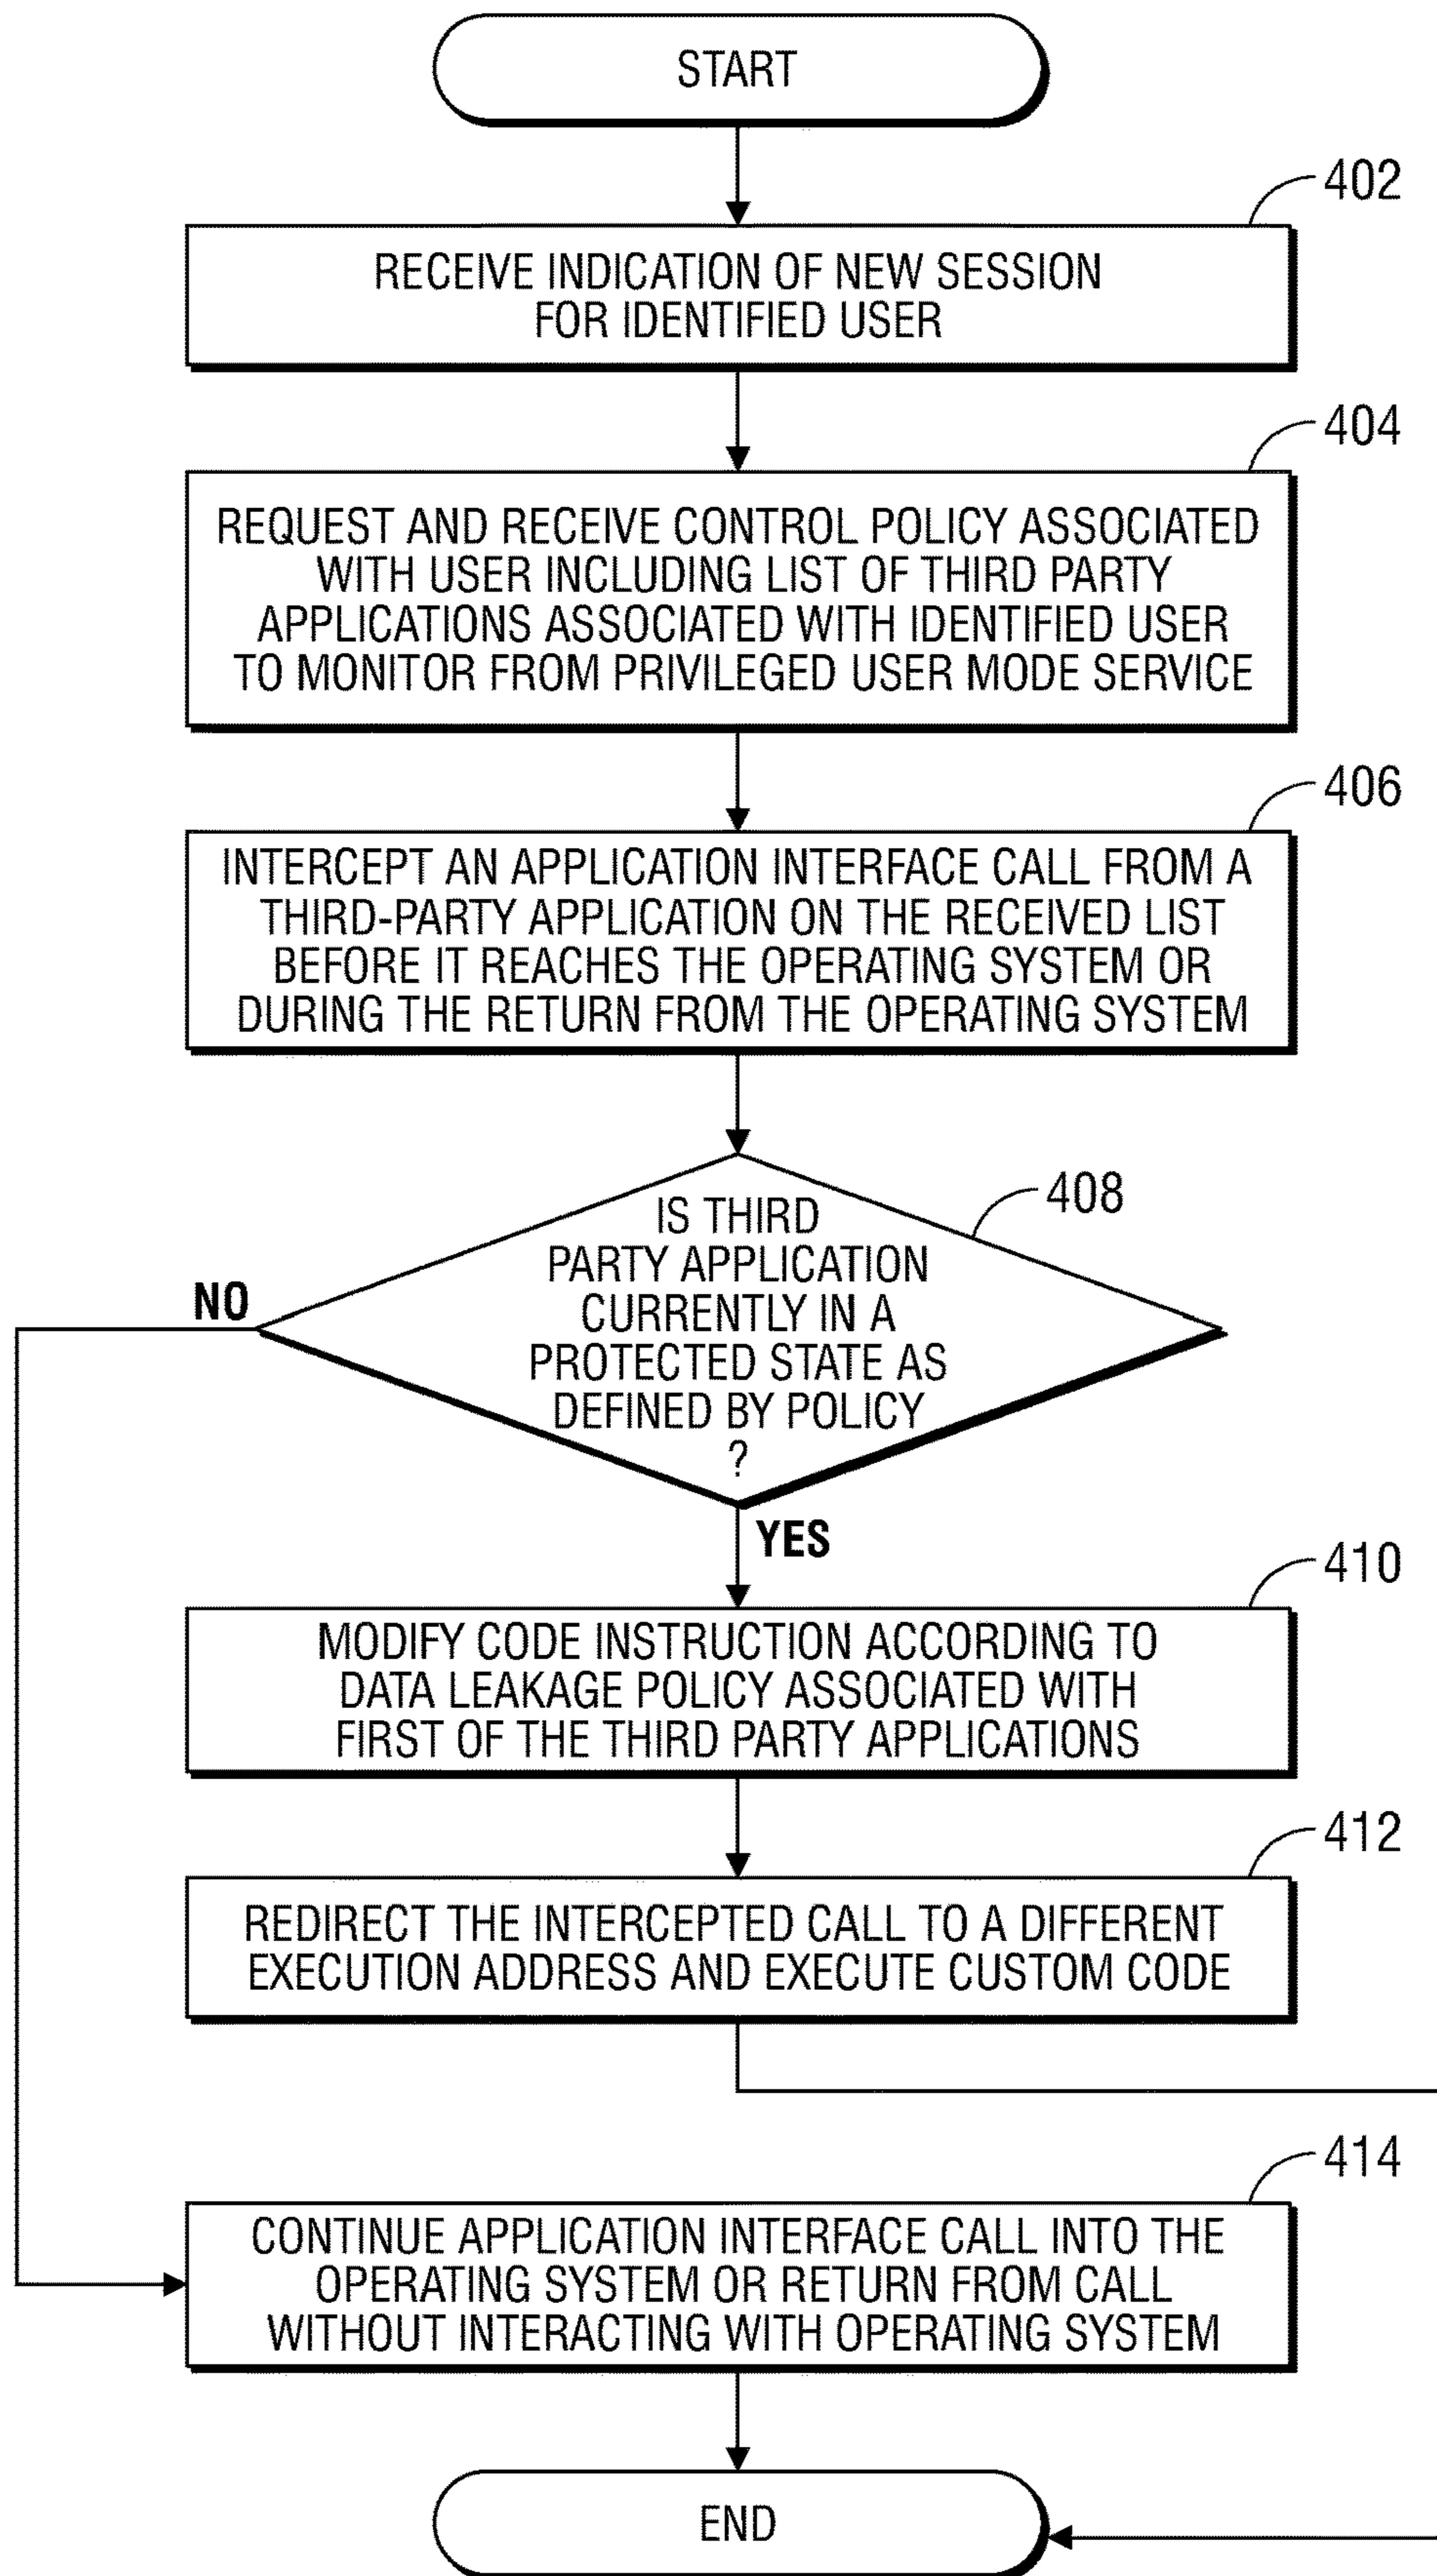 START
402
RECEIVE INDICATION OF NEW SESSION
FOR IDENTIFIED USER
404
REQUEST AND RECEIVE CONTROL POLICY ASSOCIATED
WITH USER INCLUDING LIST OF THIRD PARTY
APPLICATIONS ASSOCIATED WITH IDENTIFIED USER
TO MONITOR FROM PRIVILEGED USER MODE SERVICE
406
INTERCEPT AN APPLICATION INTERFACE CALL FROM A
THIRD-PARTY APPLICATION ON THE RECEIVED LIST
BEFORE IT REACHES THE OPERATING SYSTEM OR
DURING THE RETURN FROM THE OPERATING SYSTEM
408
IS THIRD
PARTY APPLICATION
CURRENTLY IN A
PROTECTED STATE AS
DEFINED BY POLICY
?
NO
YES
410
MODIFY CODE INSTRUCTION ACCORDING TO
DATA LEAKAGE POLICY ASSOCIATED WITH
FIRST OF THE THIRD PARTY APPLICATIONS
412
REDIRECT THE INTERCEPTED CALL TO A DIFFERENT
EXECUTION ADDRESS AND EXECUTE CUSTOM CODE
414
CONTINUE APPLICATION INTERFACE CALL INTO THE
OPERATING SYSTEM OR RETURN FROM CALL
WITHOUT INTERACTING WITH OPERATING SYSTEM
END